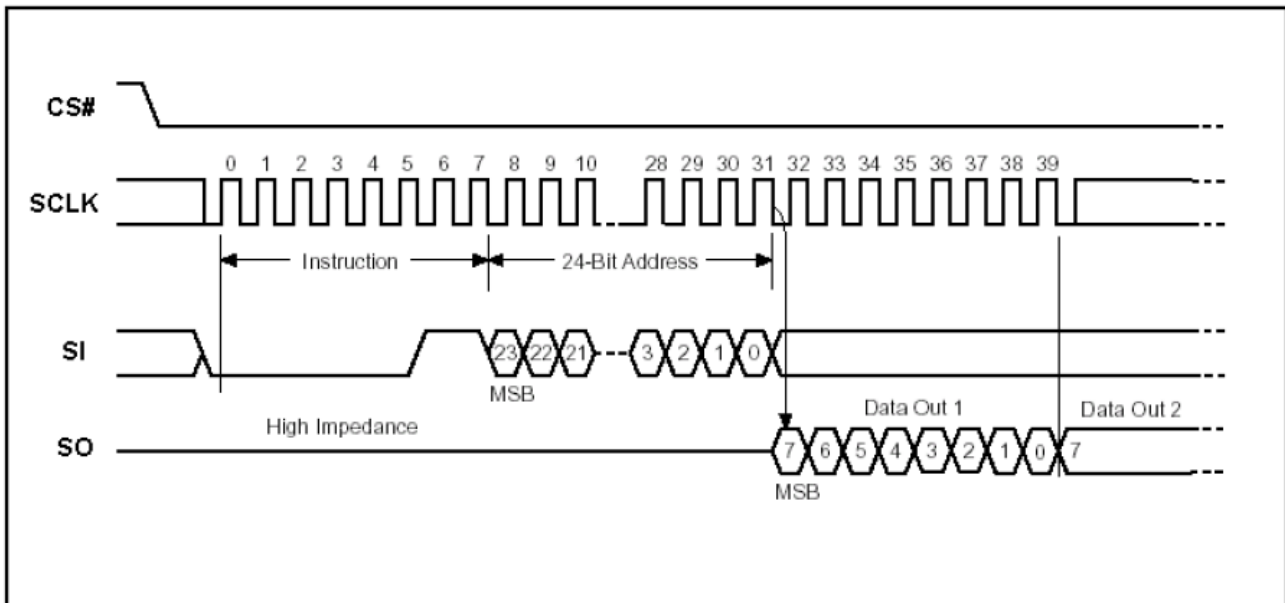 CS#
0 1 2 3 4 5 6 7 8 9 10 28 29 30 31 32 33 34 35 36 37 38 39
SCLK
Instruction 24-Bit Address
SI 23 22 21 3 2 1 0
MSB
High Impedance Data Out 1 Data Out 2
SO 7 6 5 4 3 2 1 0 7
MSB